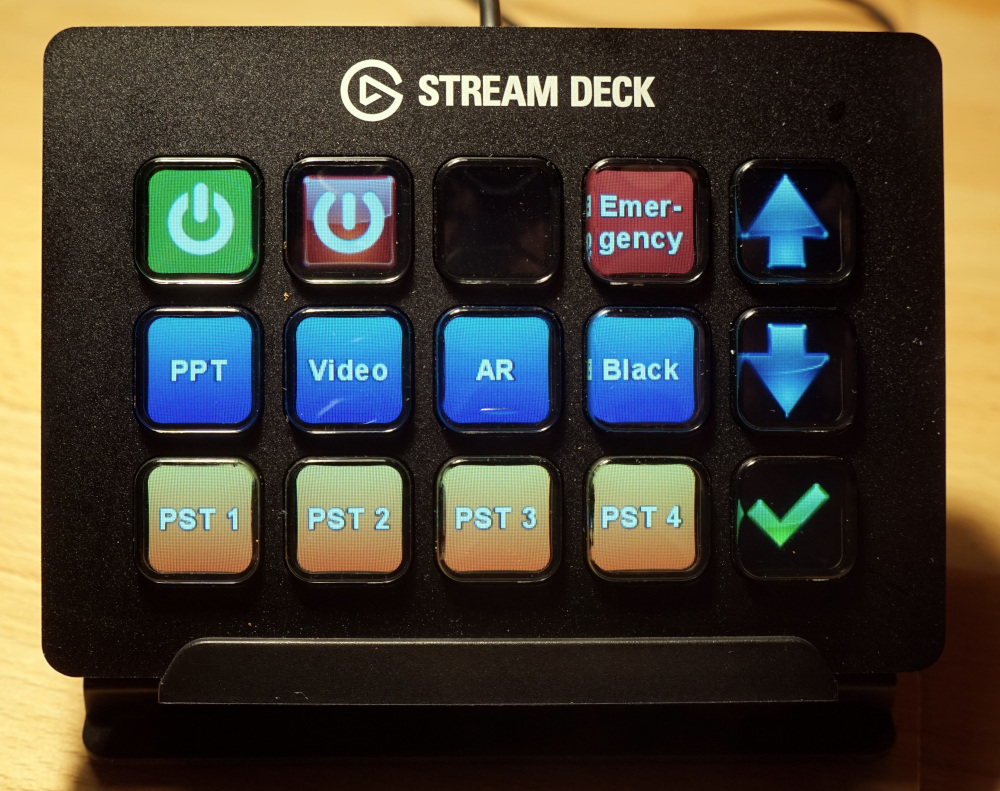 STREAM DECK
Emer-
gency
PPT
Video
AR
Black
PST 1
PST 2
PST 3
PST 4